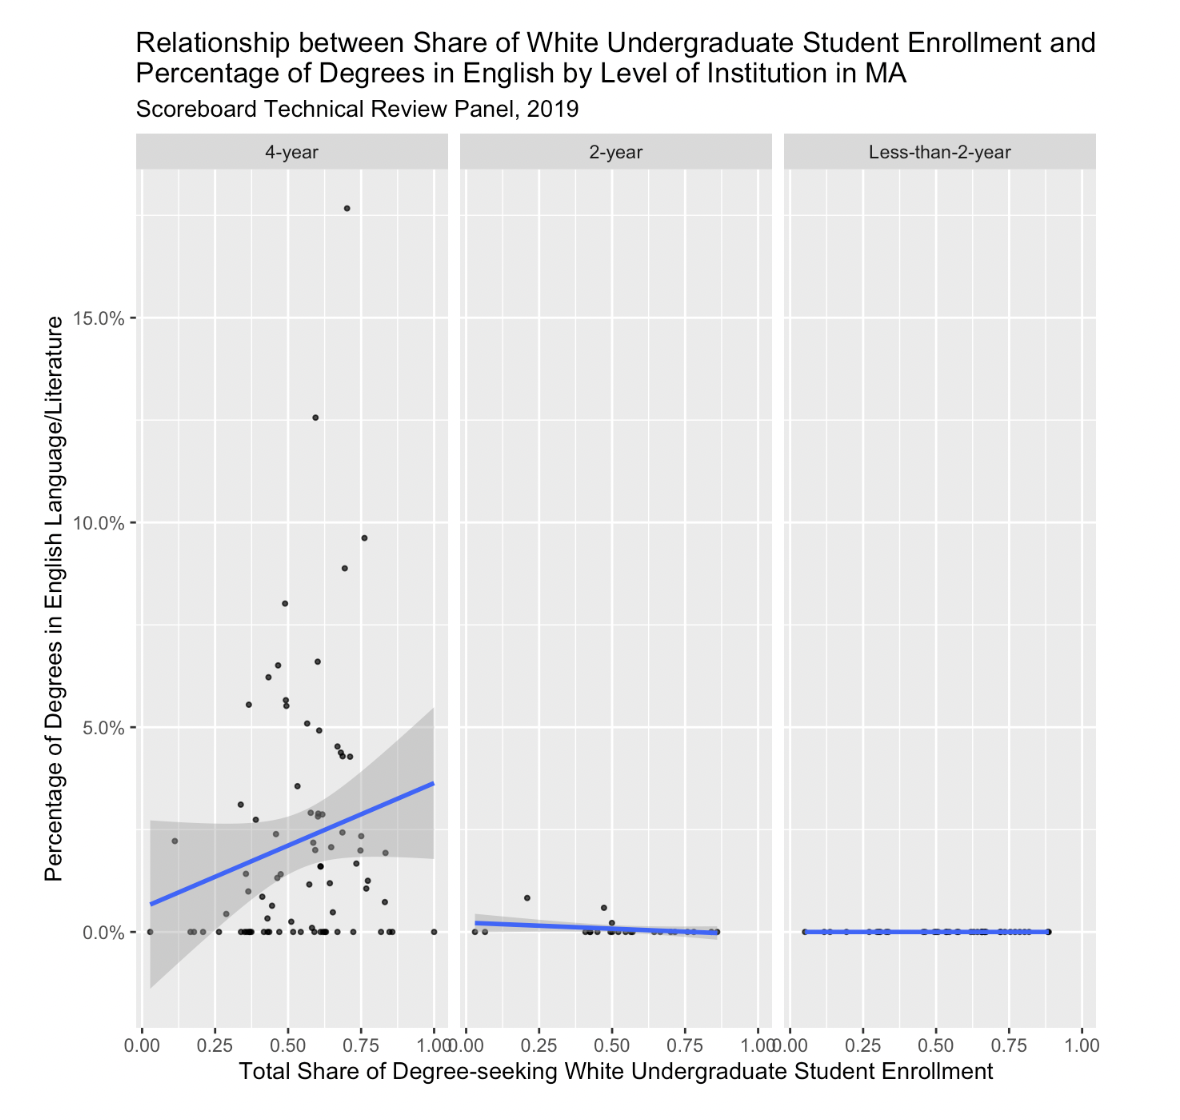 Relationship between Share of White Undergraduate Student Enrollment and
Percentage of Degrees in English by Level of Institution in MA
Scoreboard Technical Review Panel, 2019
4-year
2-year
Less-than-2-year
Percentage of Degrees in English Language/Literature
15.0%
10.0%
5.0%
0.0%
0.00 0.25 0.50 0.75 1.00
0.00 0.25 0.50 0.75 1.00
0.00 0.25 0.50 0.75 1.00
Total Share of Degree-seeking White Undergraduate Student Enrollment